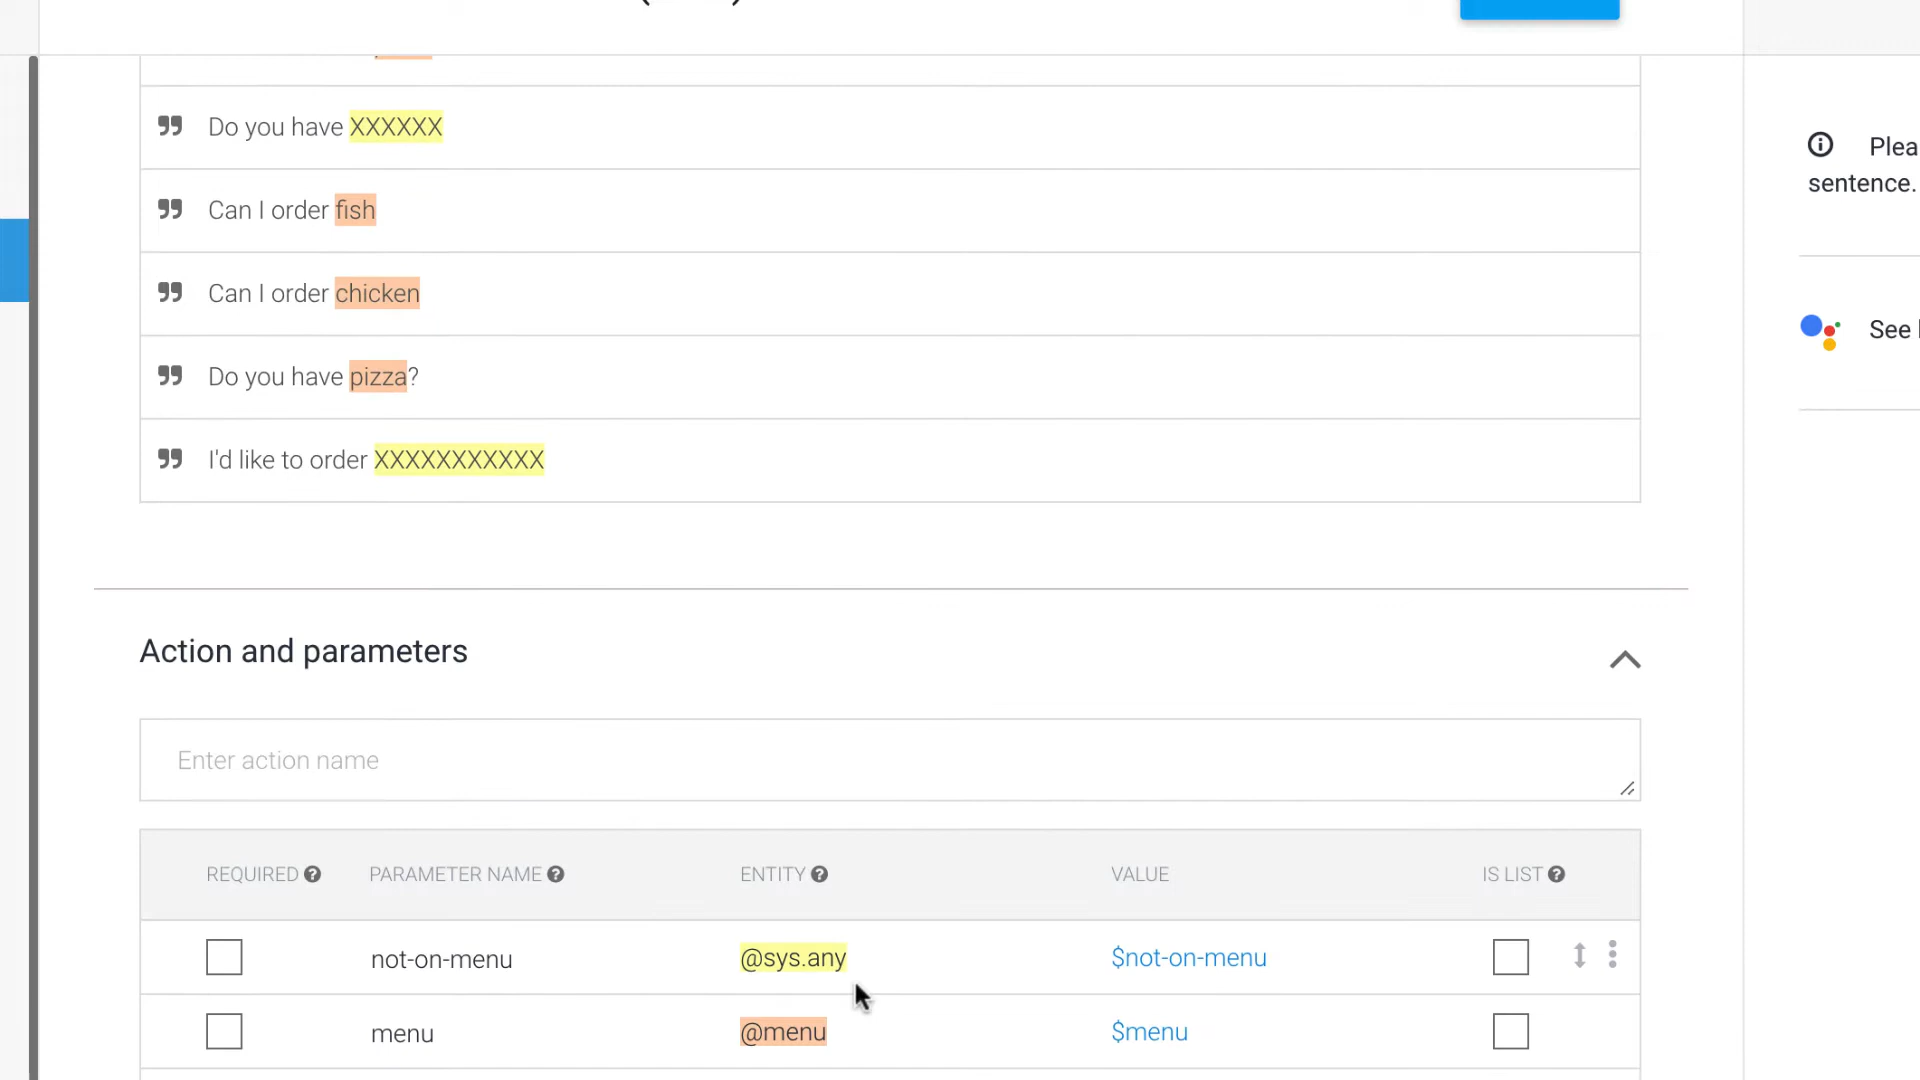 Do you have XXXXXX
Can I order fish
Can I order chicken
Do you have pizza?
I'd like to order XXXXXXXXXXX
Plea
sentence.
See
Action and parameters
Enter action name
REQUIRED PARAMETER NAME ENTITY VALUE IS LIST
not-on-menu @sys.any $not-on-menu
menu @menu $menu